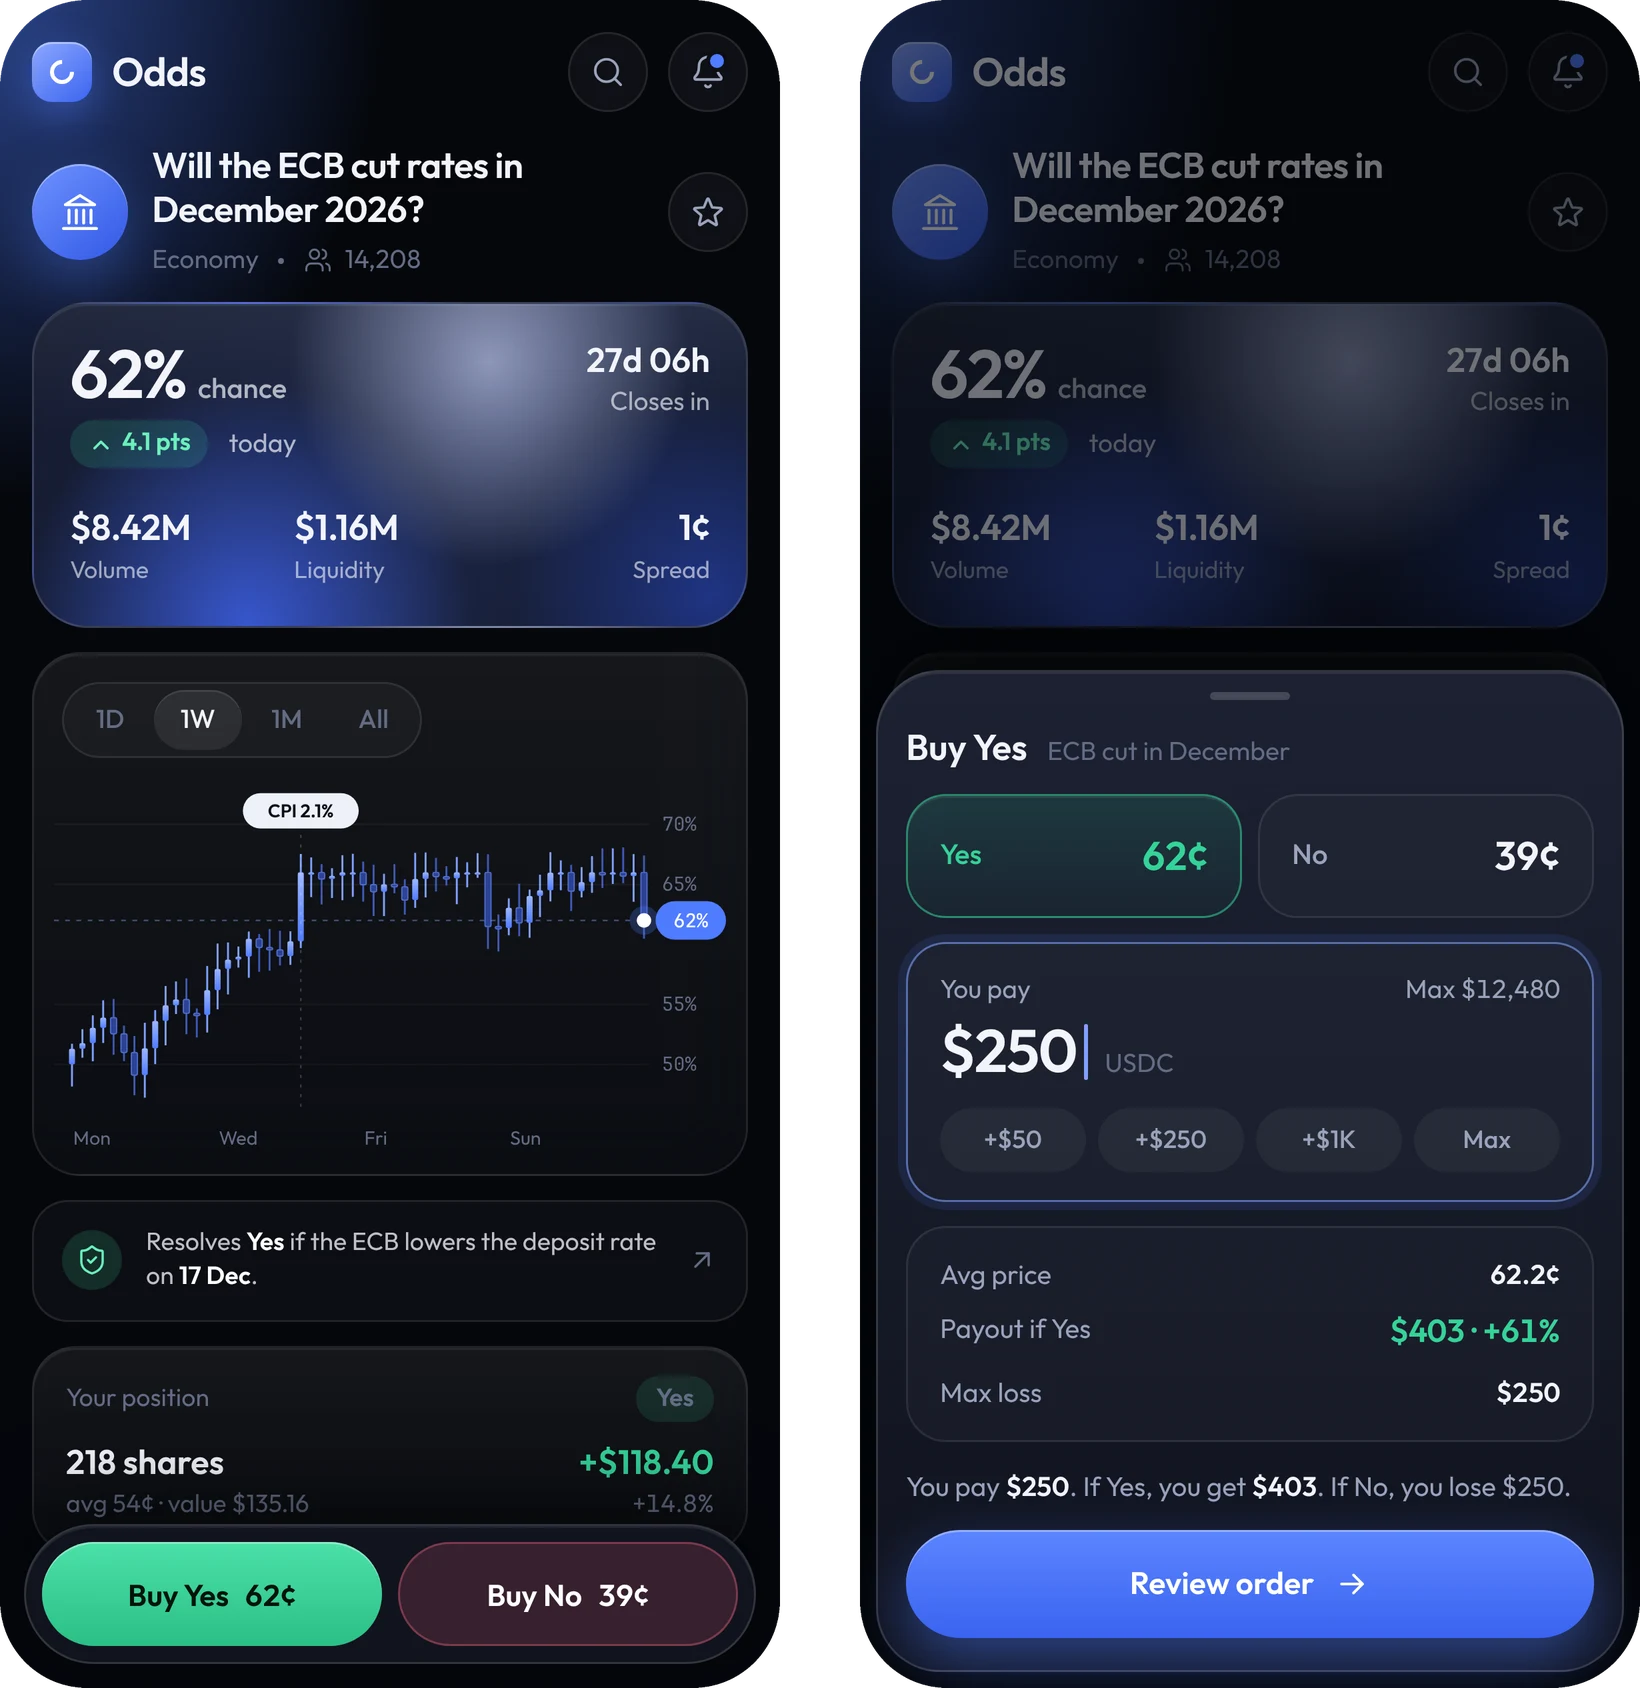 Odds
Will the ECB cut rates in
December 2026?
Economy • 14,208
62% chance
27d 06h
Closes in
4.1 pts today
$8.42M $1.16M 1¢
Volume Liquidity Spread
1D 1W 1M All
CPI 2.1%
70%
65%
62%
55%
50%
Mon Wed Fri Sun
Resolves Yes if the ECB lowers the deposit rate
on 17 Dec.
Your position Yes
218 shares +$118.40
avg 54¢ · value $135.16 +14.8%
Buy Yes 62¢ Buy No 39¢
Odds
Will the ECB cut rates in
December 2026?
Economy • 14,208
62% chance
27d 06h
Closes in
4.1 pts today
$8.42M $1.16M 1¢
Volume Liquidity Spread
Buy Yes ECB cut in December
Yes 62¢ No 39¢
You pay Max $12,480
$250 USDC
+$50 +$250 +$1K Max
Avg price 62.2¢
Payout if Yes $403 · +61%
Max loss $250
You pay $250. If Yes, you get $403. If No, you lose $250.
Review order →